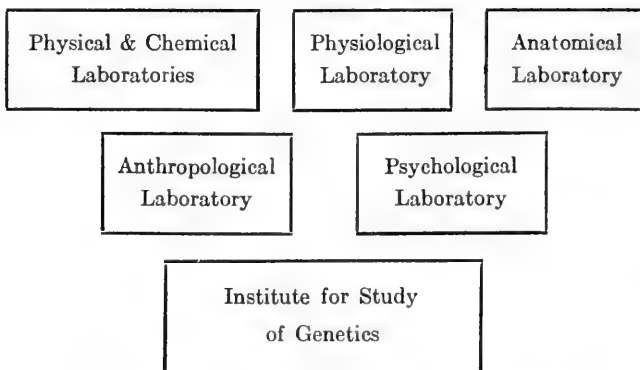 Physical & Chemical
Laboratories
Physiological
Laboratory
Anatomical
Laboratory
Anthropological
Laboratory
Psychological
Laboratory
Institute for Study
of Genetics